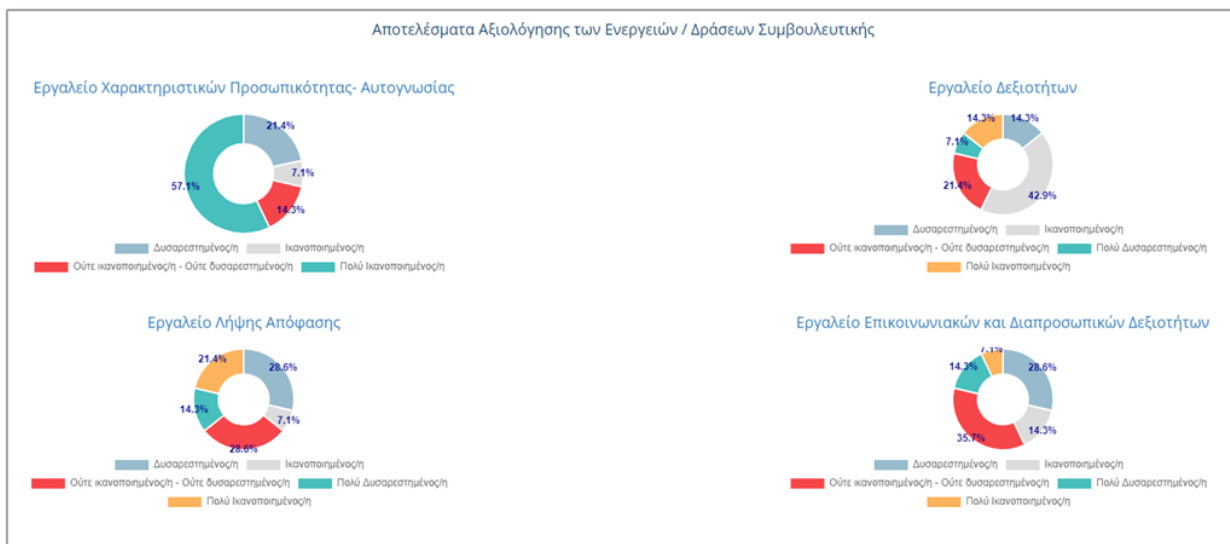 Αποτελέσματα Αξιολόγησης των Ενεργειών / Δράσεων Συμβουλευτικής
Εργαλείο Χαρακτηριστικών Προσωπικότητας- Αυτογνωσίας
21.4%
7.1%
14.3%
57.1%
Δυσαρεστημένος/η Ικανοποιημένος/η
Ούτε ικανοποιημένος/η - Ούτε δυσαρεστημένος/η Πολύ Ικανοποιημένος/η
Εργαλείο Δεξιοτήτων
14.3% 14.3%
7.1%
21.4%
42.9%
Δυσαρεστημένος/η Ικανοποιημένος/η
Ούτε ικανοποιημένος/η - Ούτε δυσαρεστημένος/η Πολύ Δυσαρεστημένος/η
Πολύ Ικανοποιημένος/η
Εργαλείο Λήψης Απόφασης
21.4% 28.6%
14.3% 7.1%
28.6%
Δυσαρεστημένος/η Ικανοποιημένος/η
Ούτε ικανοποιημένος/η - Ούτε δυσαρεστημένος/η Πολύ Δυσαρεστημένος/η
Πολύ Ικανοποιημένος/η
Εργαλείο Επικοινωνιακών και Διαπροσωπικών Δεξιοτήτων
14.3% 28.6%
35.7% 14.3%
Δυσαρεστημένος/η Ικανοποιημένος/η
Ούτε ικανοποιημένος/η - Ούτε δυσαρεστημένος/η Πολύ Δυσαρεστημένος/η
Πολύ Ικανοποιημένος/η